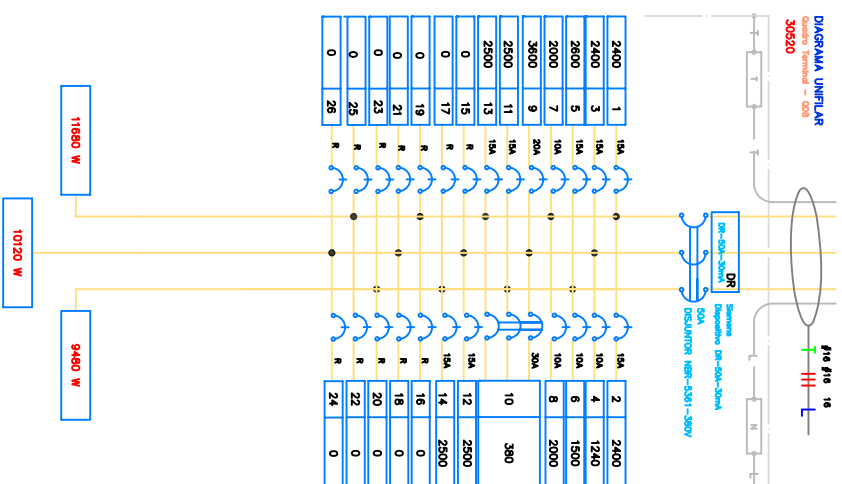 DIAGRAMA UNIFILAR
Quadro Terminal - QD8
30520
#16 #16 16
T
T
T
L
N
L
DR-50A-30mA
DR
Siemens
Dispositivo DR-50A-30mA
50A
DISJUNTOR NBR-5361-380V
2400 1 15A
2400 3 15A
2600 5 15A
2000 7 10A
3600 9 20A
2500 11 15A
2500 13 15A
0 15 R
0 17 R
0 19 R
0 21 R
0 23 R
0 25 R
0 26 R
15A 2 2400
10A 4 1240
10A 6 1500
10A 8 2000
30A 10 380
15A 12 2500
15A 14 2500
R 16 0
R 18 0
R 20 0
R 22 0
R 24 0
11680 W
10120 W
9480 W